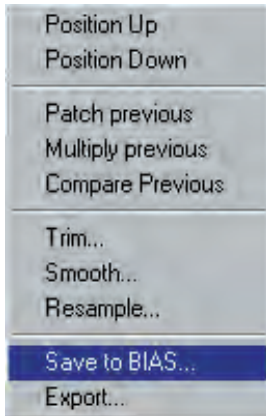 Position Up
Position Down
Patch previous
Multiply previous
Compare Previous
Trim...
Smooth...
Resample...
Save to BIAS...
Export...